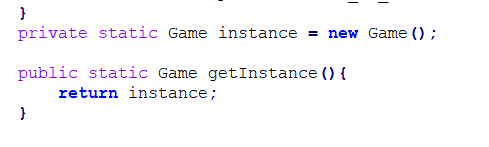 }
private static Game instance = new Game();
public static Game getInstance(){
return instance;
}